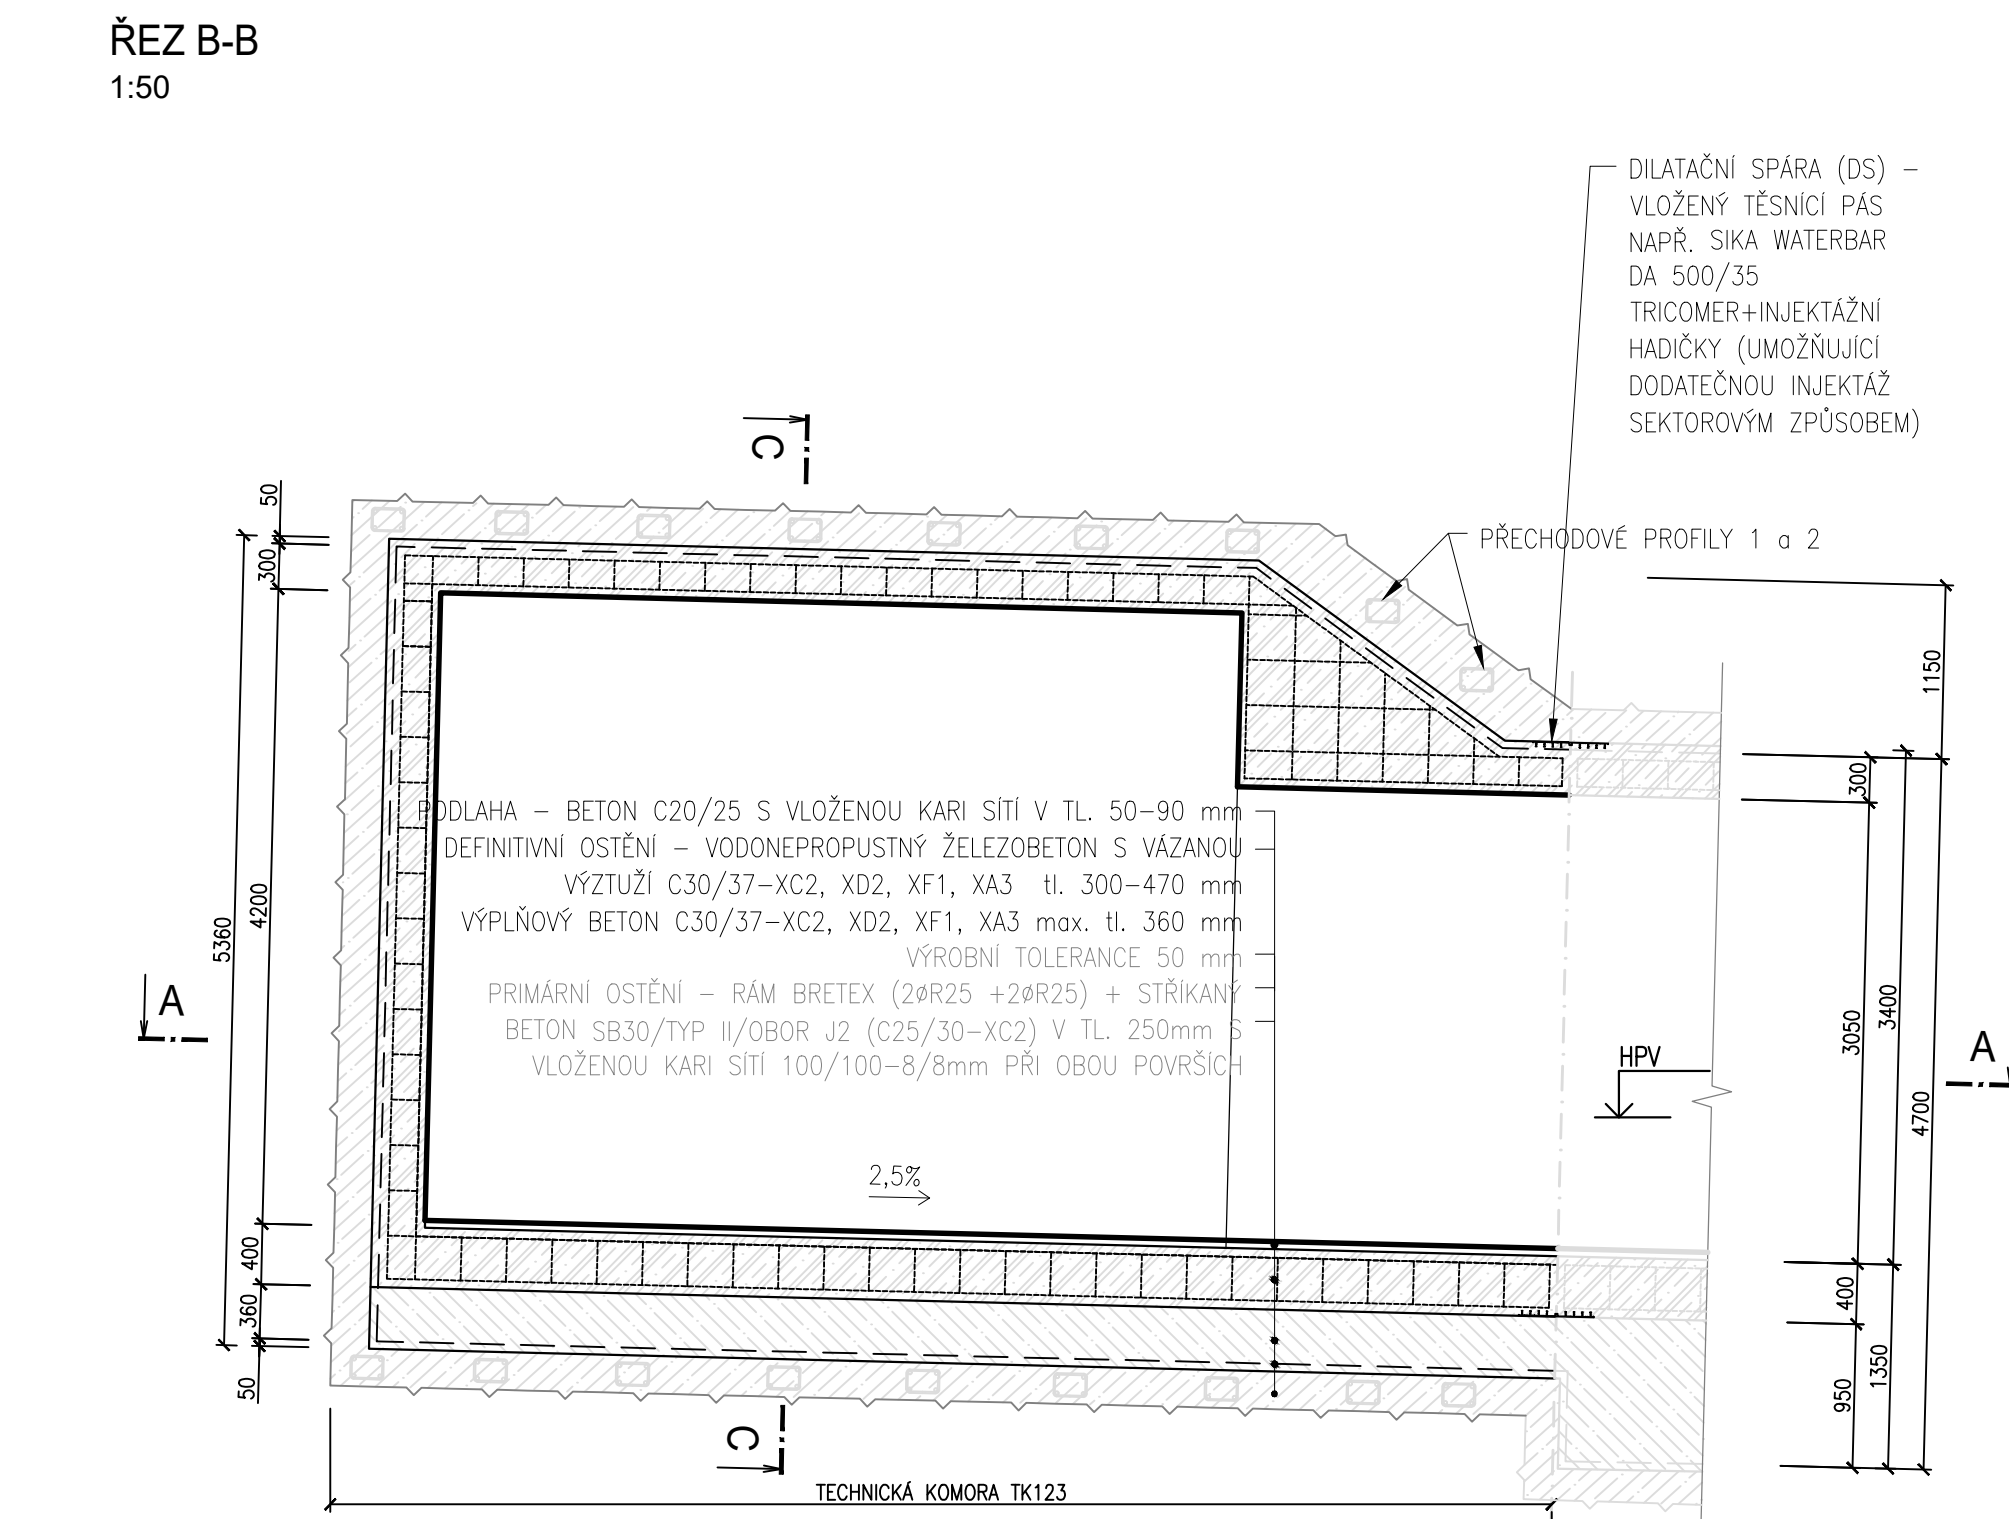 ŘEZ B-B
1:50
DILATAČNÍ SPÁRA (DS) –
VLOŽENÝ TĚSNÍCÍ PÁS
NAPŘ. SIKA WATERBAR
DA 500/35
TRICOMER+INJEKTÁŽNÍ
HADIČKY (UMOŽŇUJÍCÍ
DODATEČNOU INJEKTÁŽ
SEKTOROVÝM ZPŮSOBEM)
C
PŘECHODOVÉ PROFILY 1 a 2
50
300
4200
5360
400
360
50
1150
300
3400
3050
4700
400
1350
950
PODLAHA – BETON C20/25 S VLOŽENOU KARI SÍTÍ V TL. 50–90 mm
DEFINITIVNÍ OSTĚNÍ – VODONEPROPUSTNÝ ŽELEZOBETON S VÁZANOU
VÝZTUŽÍ C30/37–XC2, XD2, XF1, XA3 tl. 300–470 mm
VÝPLŇOVÝ BETON C30/37–XC2, XD2, XF1, XA3 max. tl. 360 mm
VÝROBNÍ TOLERANCE 50 mm
PRIMÁRNÍ OSTĚNÍ – RÁM BRETEX (2øR25 +2øR25) + STŘÍKANÝ
BETON SB30/TYP II/OBOR J2 (C25/30–XC2) V TL. 250mm S
VLOŽENOU KARI SÍTÍ 100/100–8/8mm PŘI OBOU POVRŠÍCH
A
A
HPV
2,5%
C
TECHNICKÁ KOMORA TK123